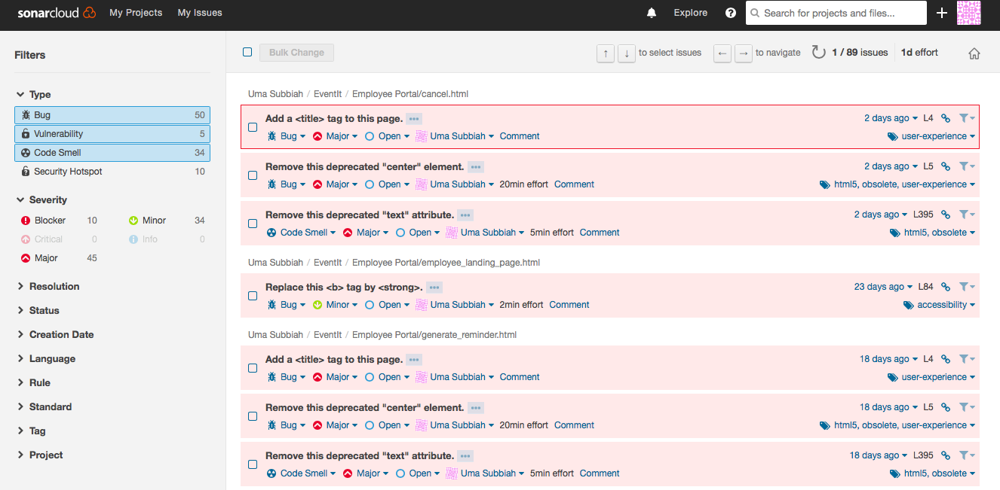 sonarcloud My Projects My Issues Explore ? Search for projects and files... +
Filters
Type
Bug 50
Vulnerability 5
Code Smell 34
Security Hotspot 10
Severity
Blocker 10 Minor 34
Critical 0 Info 0
Major 45
Resolution
Status
Creation Date
Language
Rule
Standard
Tag
Project
Bulk Change ↑ ↓ to select issues ← → to navigate 1 / 89 issues 1d effort
Uma Subbiah / EventIt / Employee Portal/cancel.html
Add a <title> tag to this page. ••• 2 days ago L4
Bug Major Open Uma Subbiah Comment user-experience
Remove this deprecated "center" element. ••• 2 days ago L5
Bug Major Open Uma Subbiah 20min effort Comment html5, obsolete, user-experience
Remove this deprecated "text" attribute. ••• 2 days ago L395
Code Smell Major Open Uma Subbiah 5min effort Comment html5, obsolete
Uma Subbiah / EventIt / Employee Portal/employee_landing_page.html
Replace this <b> tag by <strong>. ••• 23 days ago L84
Bug Minor Open Uma Subbiah 2min effort Comment accessibility
Uma Subbiah / EventIt / Employee Portal/generate_reminder.html
Add a <title> tag to this page. ••• 18 days ago L4
Bug Major Open Uma Subbiah Comment user-experience
Remove this deprecated "center" element. ••• 18 days ago L5
Bug Major Open Uma Subbiah 20min effort Comment html5, obsolete, user-experience
Remove this deprecated "text" attribute. ••• 18 days ago L395
Code Smell Major Open Uma Subbiah 5min effort Comment html5, obsolete